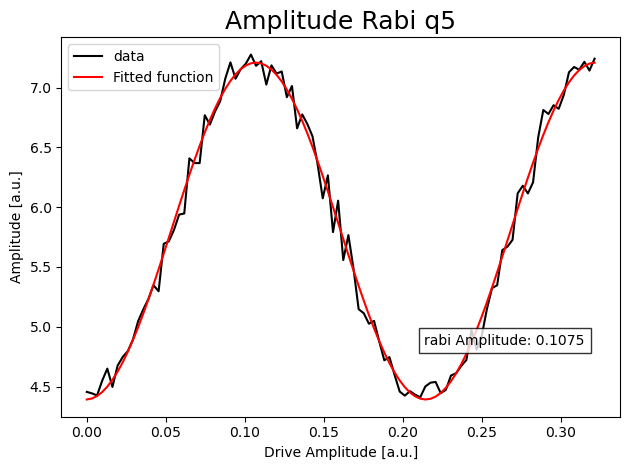 Amplitude Rabi q5
data
Fitted function
Amplitude [a.u.]
7.0
6.5
6.0
5.5
5.0
4.5
rabi Amplitude: 0.1075
0.00 0.05 0.10 0.15 0.20 0.25 0.30
Drive Amplitude [a.u.]